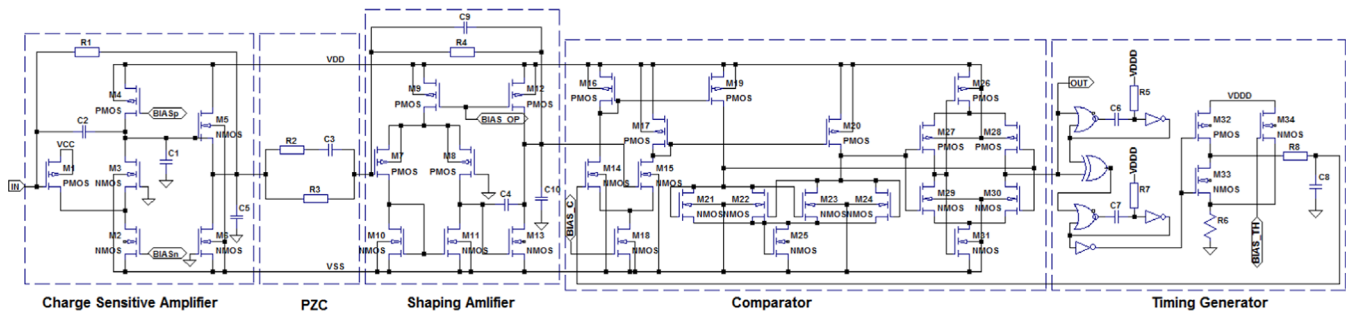 R1
VDD
M4
PMOS
BIASp
M5
NMOS
C2
C1
VCC
M1
PMOS
M3
NMOS
IN
M2
NMOS
BIASn
M6
NMOS
C5
VSS
Charge Sensitive Amplifier
R2
C3
R3
PZC
C9
R4
M9
PMOS
M12
PMOS
BIAS_OP
M7
PMOS
M8
PMOS
C4
C10
M10
NMOS
M11
NMOS
M13
NMOS
Shaping Amlifier
M16
PMOS
M19
PMOS
M17
PMOS
M20
PMOS
M26
PMOS
M27
PMOS
M28
PMOS
M14
NMOS
M15
NMOS
M21
NMOS
M22
NMOS
M23
NMOS
M24
NMOS
M29
NMOS
M30
NMOS
BIAS_C
M18
NMOS
M25
NMOS
M31
NMOS
Comparator
OUT
VDDD
R5
C6
VDDD
R7
C7
VDDD
M32
PMOS
M34
NMOS
M33
NMOS
R8
C8
R6
BIAS_TH
Timing Generator